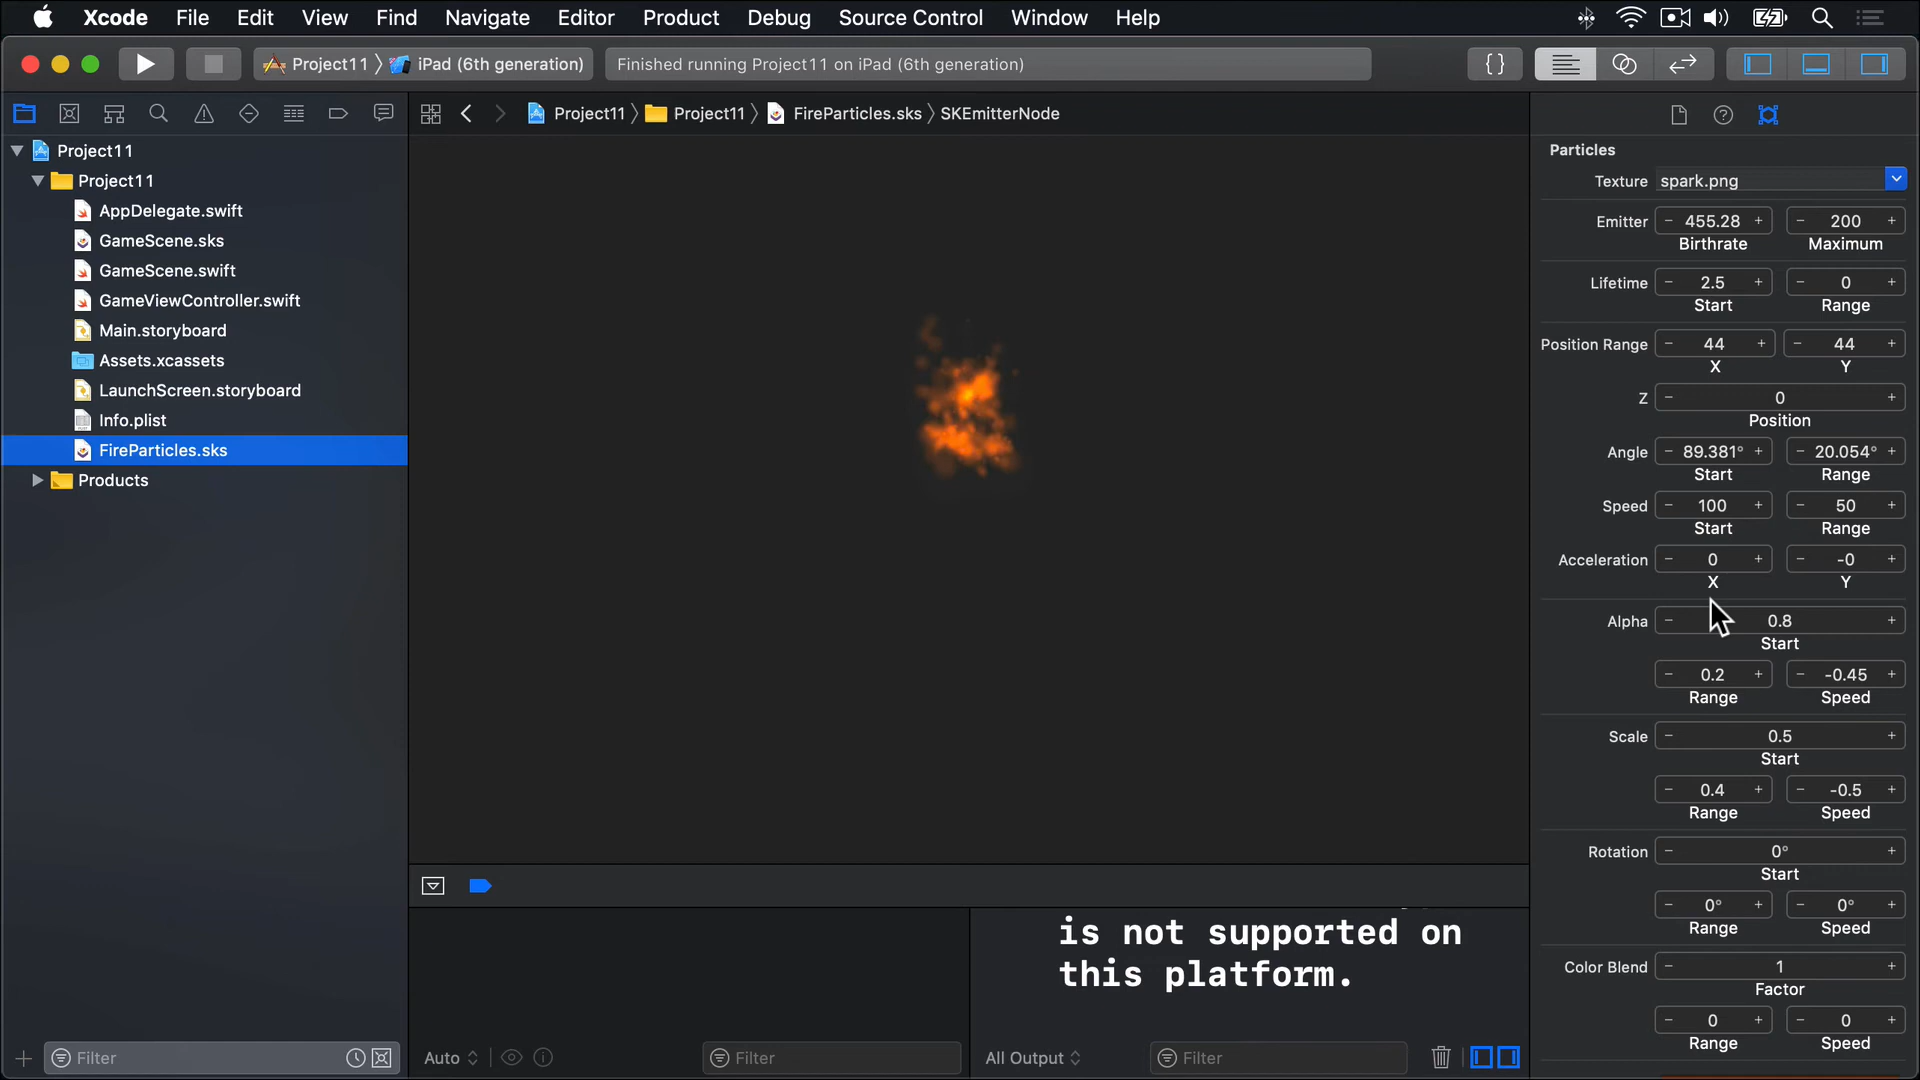 Xcode File Edit View Find Navigate Editor Product Debug Source Control Window Help
Project11 iPad (6th generation) Finished running Project11 on iPad (6th generation) {}
Project11 Project11 FireParticles.sks SKEmitterNode
Project11
Project11
AppDelegate.swift
GameScene.sks
GameScene.swift
GameViewController.swift
Main.storyboard
Assets.xcassets
LaunchScreen.storyboard
Info.plist
FireParticles.sks
Products
Filter
is not supported on
this platform.
Auto Filter
All Output Filter
Particles
Texture spark.png
Emitter - 455.28 + - 200 +
Birthrate Maximum
Lifetime - 2.5 + - 0 +
Start Range
Position Range - 44 + - 44 +
X Y
Z - 0 +
Position
Angle - 89.381° + - 20.054° +
Start Range
Speed - 100 + - 50 +
Start Range
Acceleration - 0 + - -0 +
X Y
Alpha - 0.8 +
Start
- 0.2 + - -0.45 +
Range Speed
Scale - 0.5 +
Start
- 0.4 + - -0.5 +
Range Speed
Rotation - 0° +
Start
- 0° + - 0° +
Range Speed
Color Blend - 1 +
Factor
- 0 + - 0 +
Range Speed